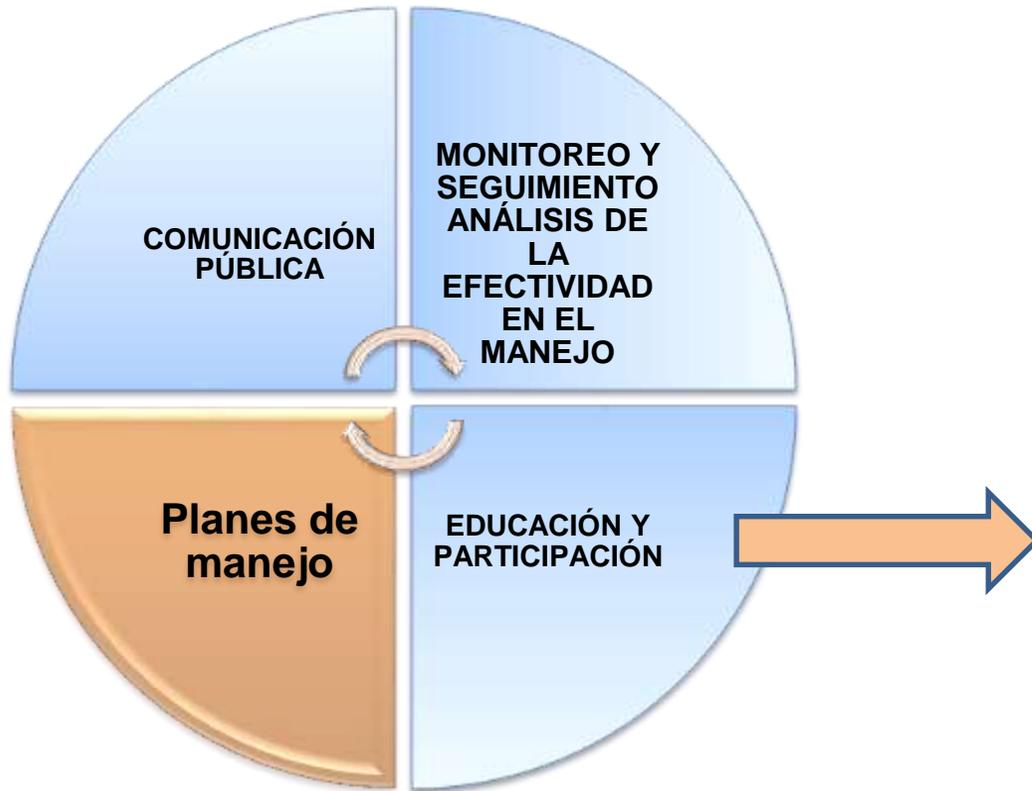 COMUNICACIÓN
PÚBLICA
MONITOREO Y
SEGUIMIENTO
ANÁLISIS DE
LA
EFECTIVIDAD
EN EL
MANEJO
Planes de
manejo
EDUCACIÓN Y
PARTICIPACIÓN